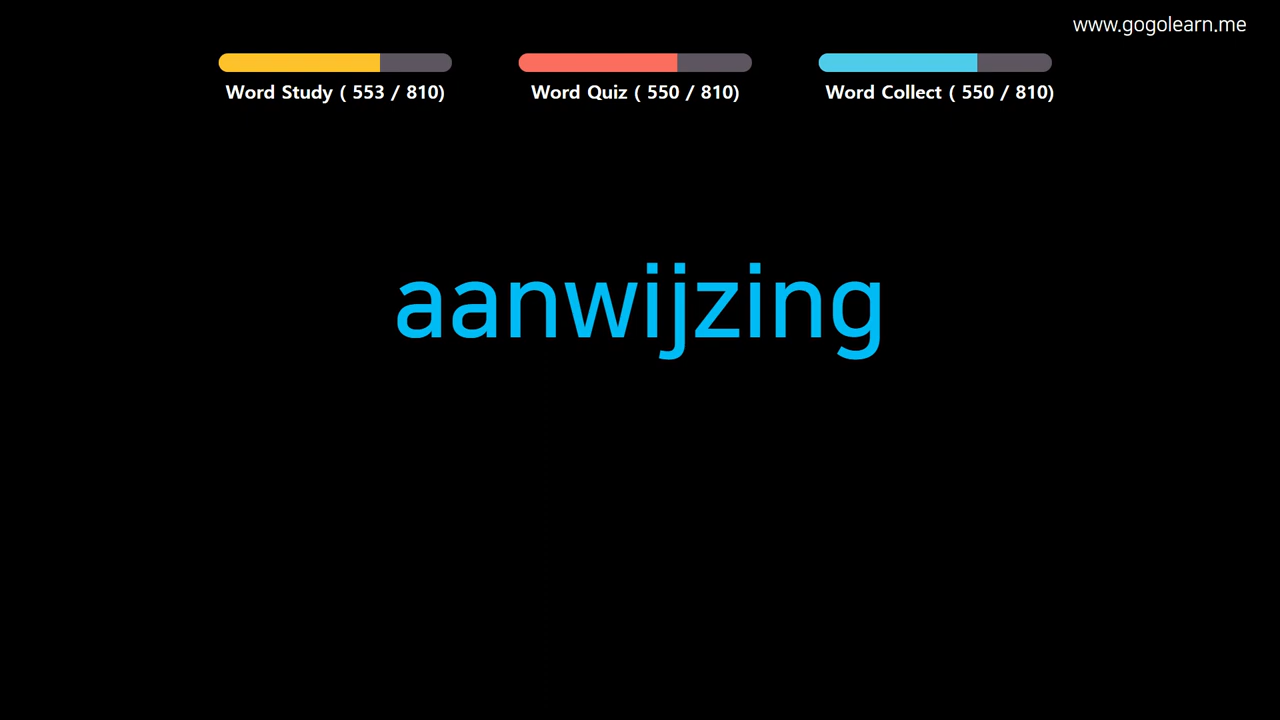 www.gogolearn.me
Word Study ( 553 / 810)
Word Quiz ( 550 / 810)
Word Collect ( 550 / 810)
aanwijzing